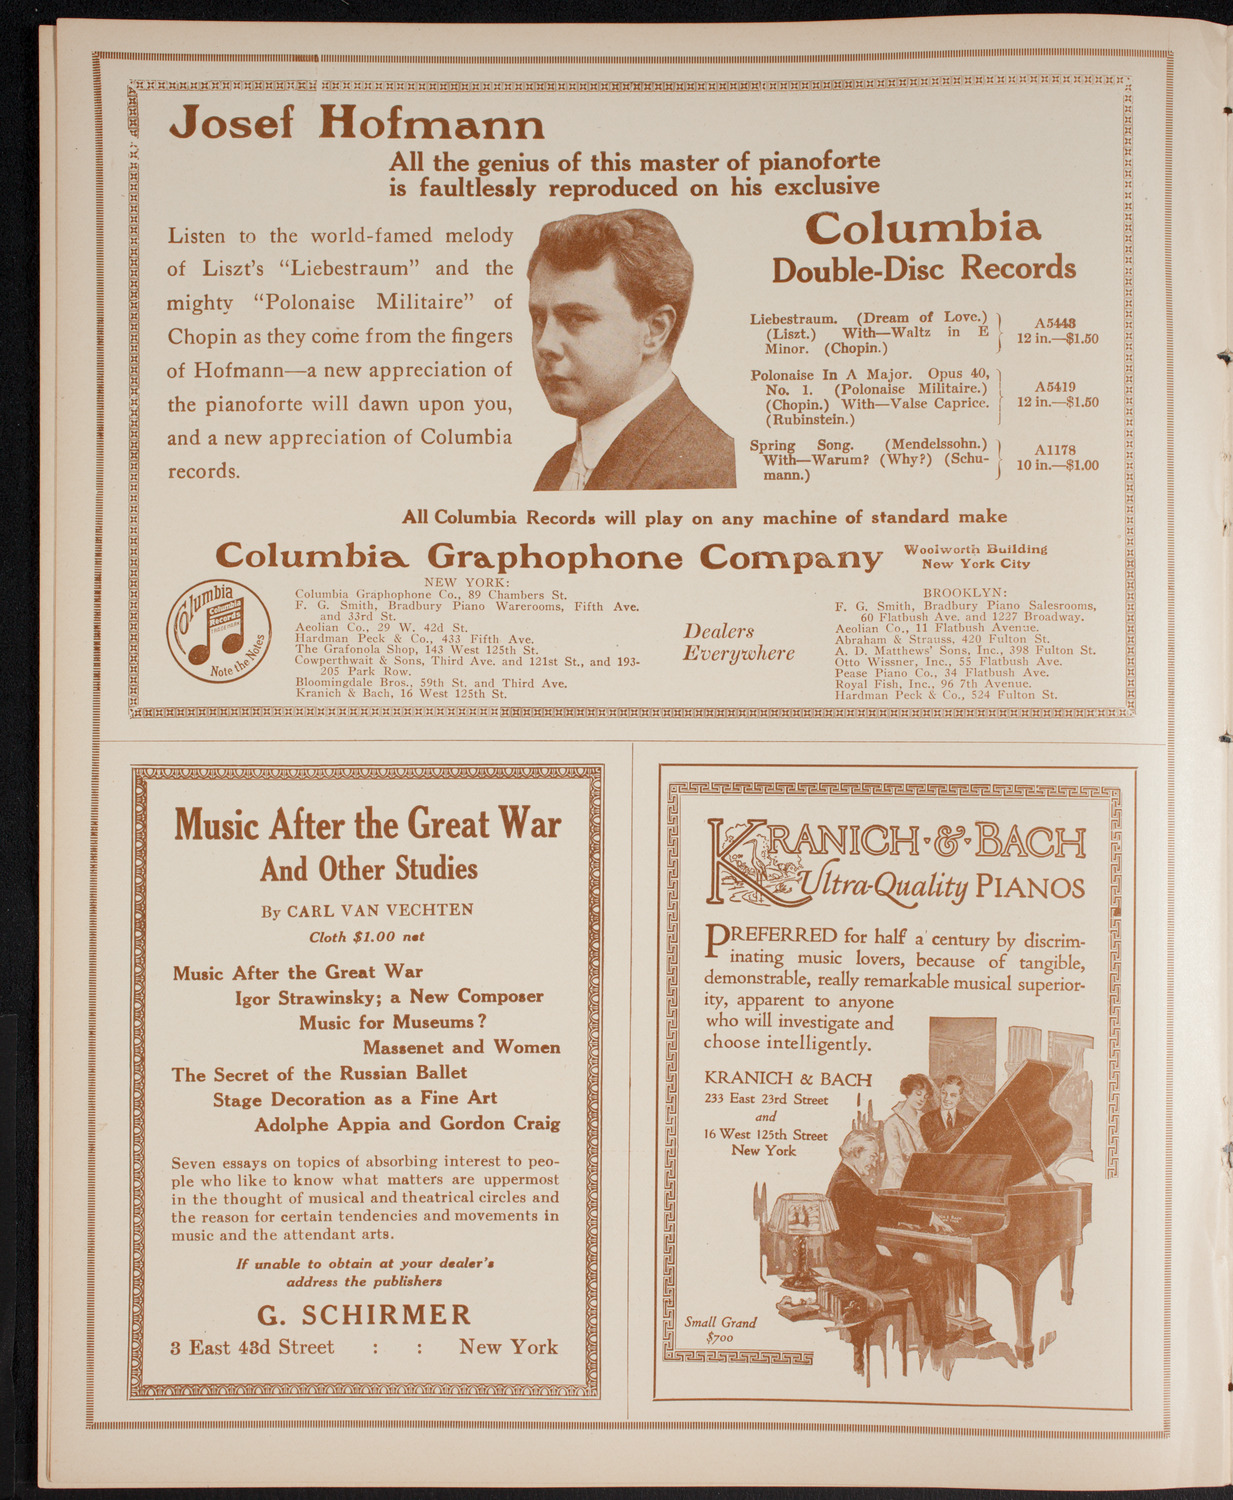 Josef Hofmann
All the genius of this master of pianoforte
is faultlessly reproduced on his exclusive
Listen to the world-famed melody
of Liszt's “Liebestraum” and the
mighty “Polonaise Militaire” of
Chopin as they come from the fingers
of Hofmann—a new appreciation of
the pianoforte will dawn upon you,
and a new appreciation of Columbia
records.
Columbia
Double-Disc Records
Liebestraum. (Dream of Love.)
(Liszt.) With—Waltz in E
Minor. (Chopin.)
A5448
12 in.—$1.50
Polonaise In A Major. Opus 40,
No. 1. (Polonaise Militaire.)
(Chopin.) With—Valse Caprice.
(Rubinstein.)
A5419
12 in.—$1.50
Spring Song. (Mendelssohn.)
With—Warum? (Why?) (Schu-
mann.)
A1178
10 in.—$1.00
All Columbia Records will play on any machine of standard make
Columbia Graphophone Company
Woolworth Building
New York City
Columbia
Columbia
Records
TRADE MARK
Note the Notes
NEW YORK:
Columbia Graphophone Co., 89 Chambers St.
F. G. Smith, Bradbury Piano Warerooms, Fifth Ave.
and 33rd St.
Aeolian Co., 29 W. 42d St.
Hardman Peck & Co., 433 Fifth Ave.
The Grafonola Shop, 143 West 125th St.
Cowperthwait & Sons, Third Ave. and 121st St., and 193-
205 Park Row.
Bloomingdale Bros., 59th St. and Third Ave.
Kranich & Bach, 16 West 125th St.
Dealers
Everywhere
BROOKLYN:
F. G. Smith, Bradbury Piano Salesrooms,
60 Flatbush Ave. and 1227 Broadway.
Aeolian Co., 11 Flatbush Avenue.
Abraham & Strauss, 420 Fulton St.
A. D. Matthews' Sons, Inc., 398 Fulton St.
Otto Wissner, Inc., 55 Flatbush Ave.
Pease Piano Co., 34 Flatbush Ave.
Royal Fish, Inc., 96 7th Avenue.
Hardman Peck & Co., 524 Fulton St.
Music After the Great War
And Other Studies
By CARL VAN VECHTEN
Cloth $1.00 net
Music After the Great War
Igor Strawinsky; a New Composer
Music for Museums?
Massenet and Women
The Secret of the Russian Ballet
Stage Decoration as a Fine Art
Adolphe Appia and Gordon Craig
Seven essays on topics of absorbing interest to peo-
ple who like to know what matters are uppermost
in the thought of musical and theatrical circles and
the reason for certain tendencies and movements in
music and the attendant arts.
If unable to obtain at your dealer's
address the publishers
G. SCHIRMER
3 East 43d Street : : New York
KRANICH·&·BACH
Ultra-Quality PIANOS
PREFERRED for half a century by discrim-
inating music lovers, because of tangible,
demonstrable, really remarkable musical superior-
ity, apparent to anyone
who will investigate and
choose intelligently.
KRANICH & BACH
233 East 23rd Street
and
16 West 125th Street
New York
Small Grand
$700